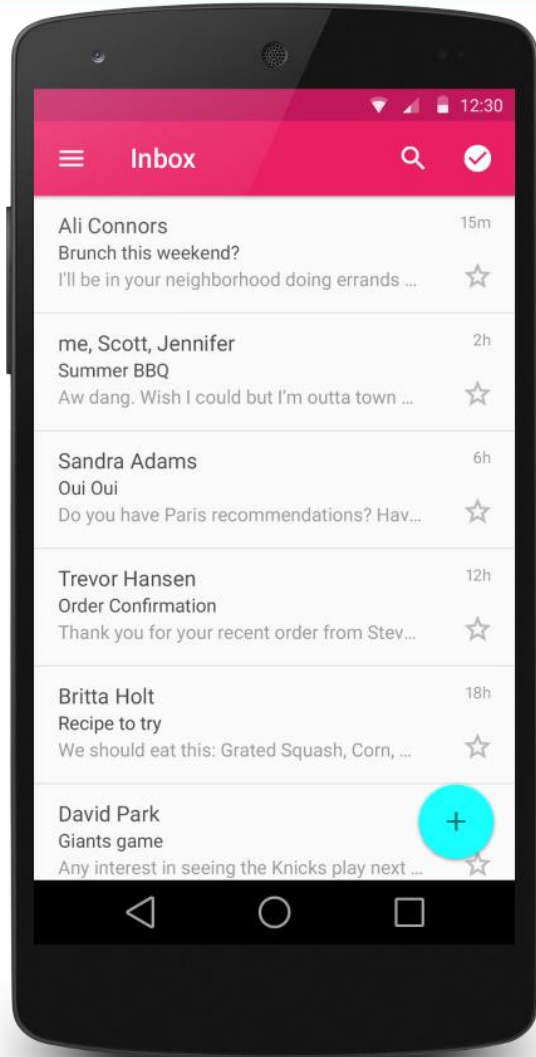 12:30
Inbox
Ali Connors 15m
Brunch this weekend?
I'll be in your neighborhood doing errands ...
me, Scott, Jennifer 2h
Summer BBQ
Aw dang. Wish I could but I'm outta town ...
Sandra Adams 6h
Oui Oui
Do you have Paris recommendations? Hav...
Trevor Hansen 12h
Order Confirmation
Thank you for your recent order from Stev...
Britta Holt 18h
Recipe to try
We should eat this: Grated Squash, Corn, ...
David Park
Giants game
Any interest in seeing the Knicks play next ...